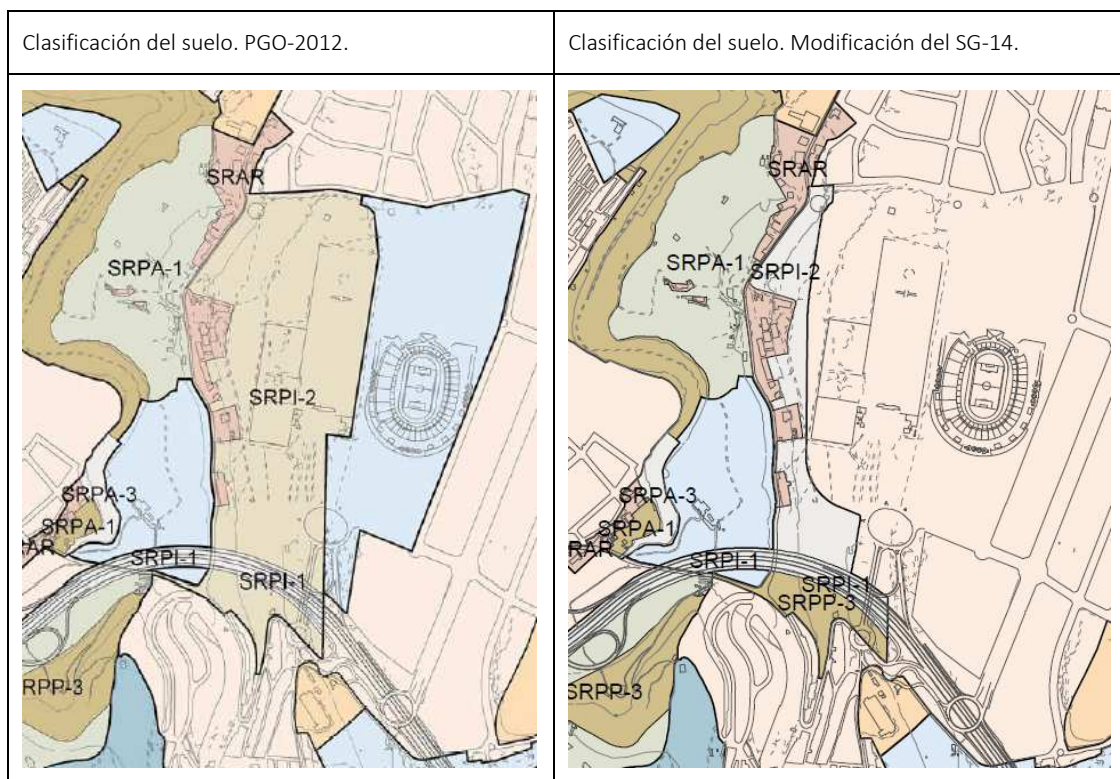 Clasificación del suelo. PGO-2012.
Clasificación del suelo. Modificación del SG-14.
SRAR
SRPA-1
SRPI-2
SRPA-3
SRPA-1
RAR
SRPI-1
SRPI-1
RPP-3
SRAR
SRPA-1
SRPI-2
SRPA-3
SRPA-1
RAR
SRPI-1
SRPI-1
SRPP-3
SRPP-3